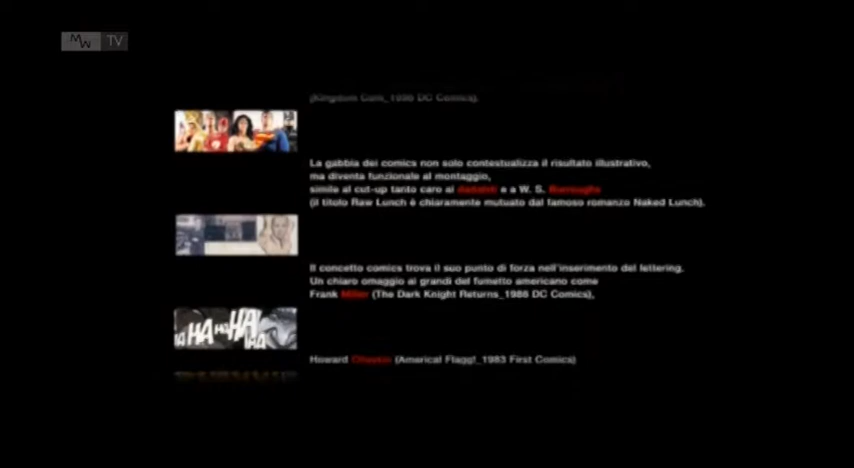 MW TV
(Kingdom Com_1996 DC Comics),
La gabbia dei comics non solo contestualizza il risultato illustrativo,
ma diventa funzionale al montaggio,
simile al cut-up tanto caro ai dadaisti e a W. S. Burroughs
(il titolo Raw Lunch è chiaramente mutuato dal famoso romanzo Naked Lunch).
Il concetto comics trova il suo punto di forza nell'inserimento del lettering.
Un chiaro omaggio ai grandi del fumetto americano come
Frank Miller (The Dark Knight Returns_1986 DC Comics),
HA HA HA HA! HA
Howard Chaykin (America! Flagg!_1983 First Comics)